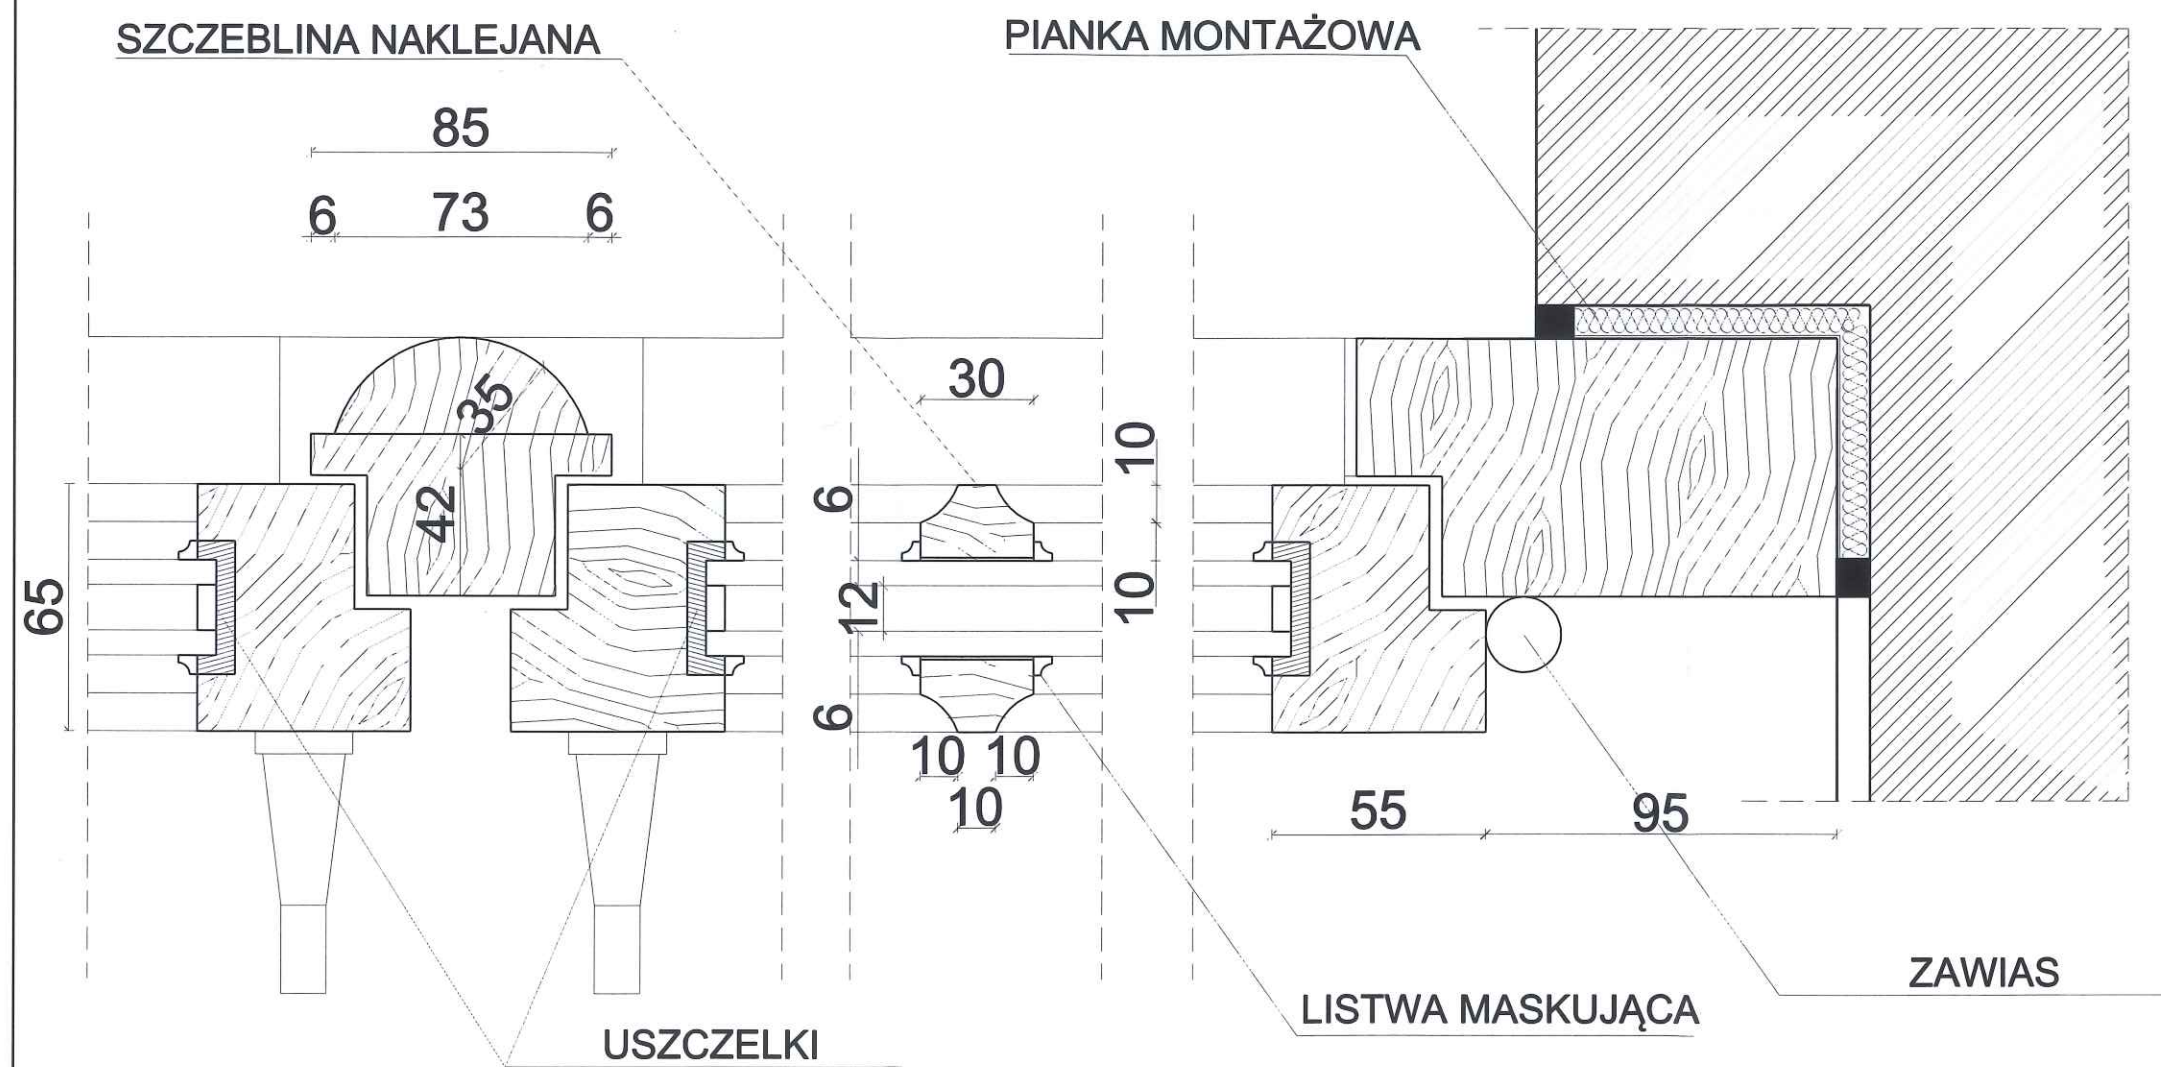 SZCZEBLINA NAKLEJANA
PIANKA MONTAŻOWA
85
6 73 6
35
42
65
30
10
6
12
10
6
10 10
10
55
95
ZAWIAS
LISTWA MASKUJĄCA
USZCZELKI